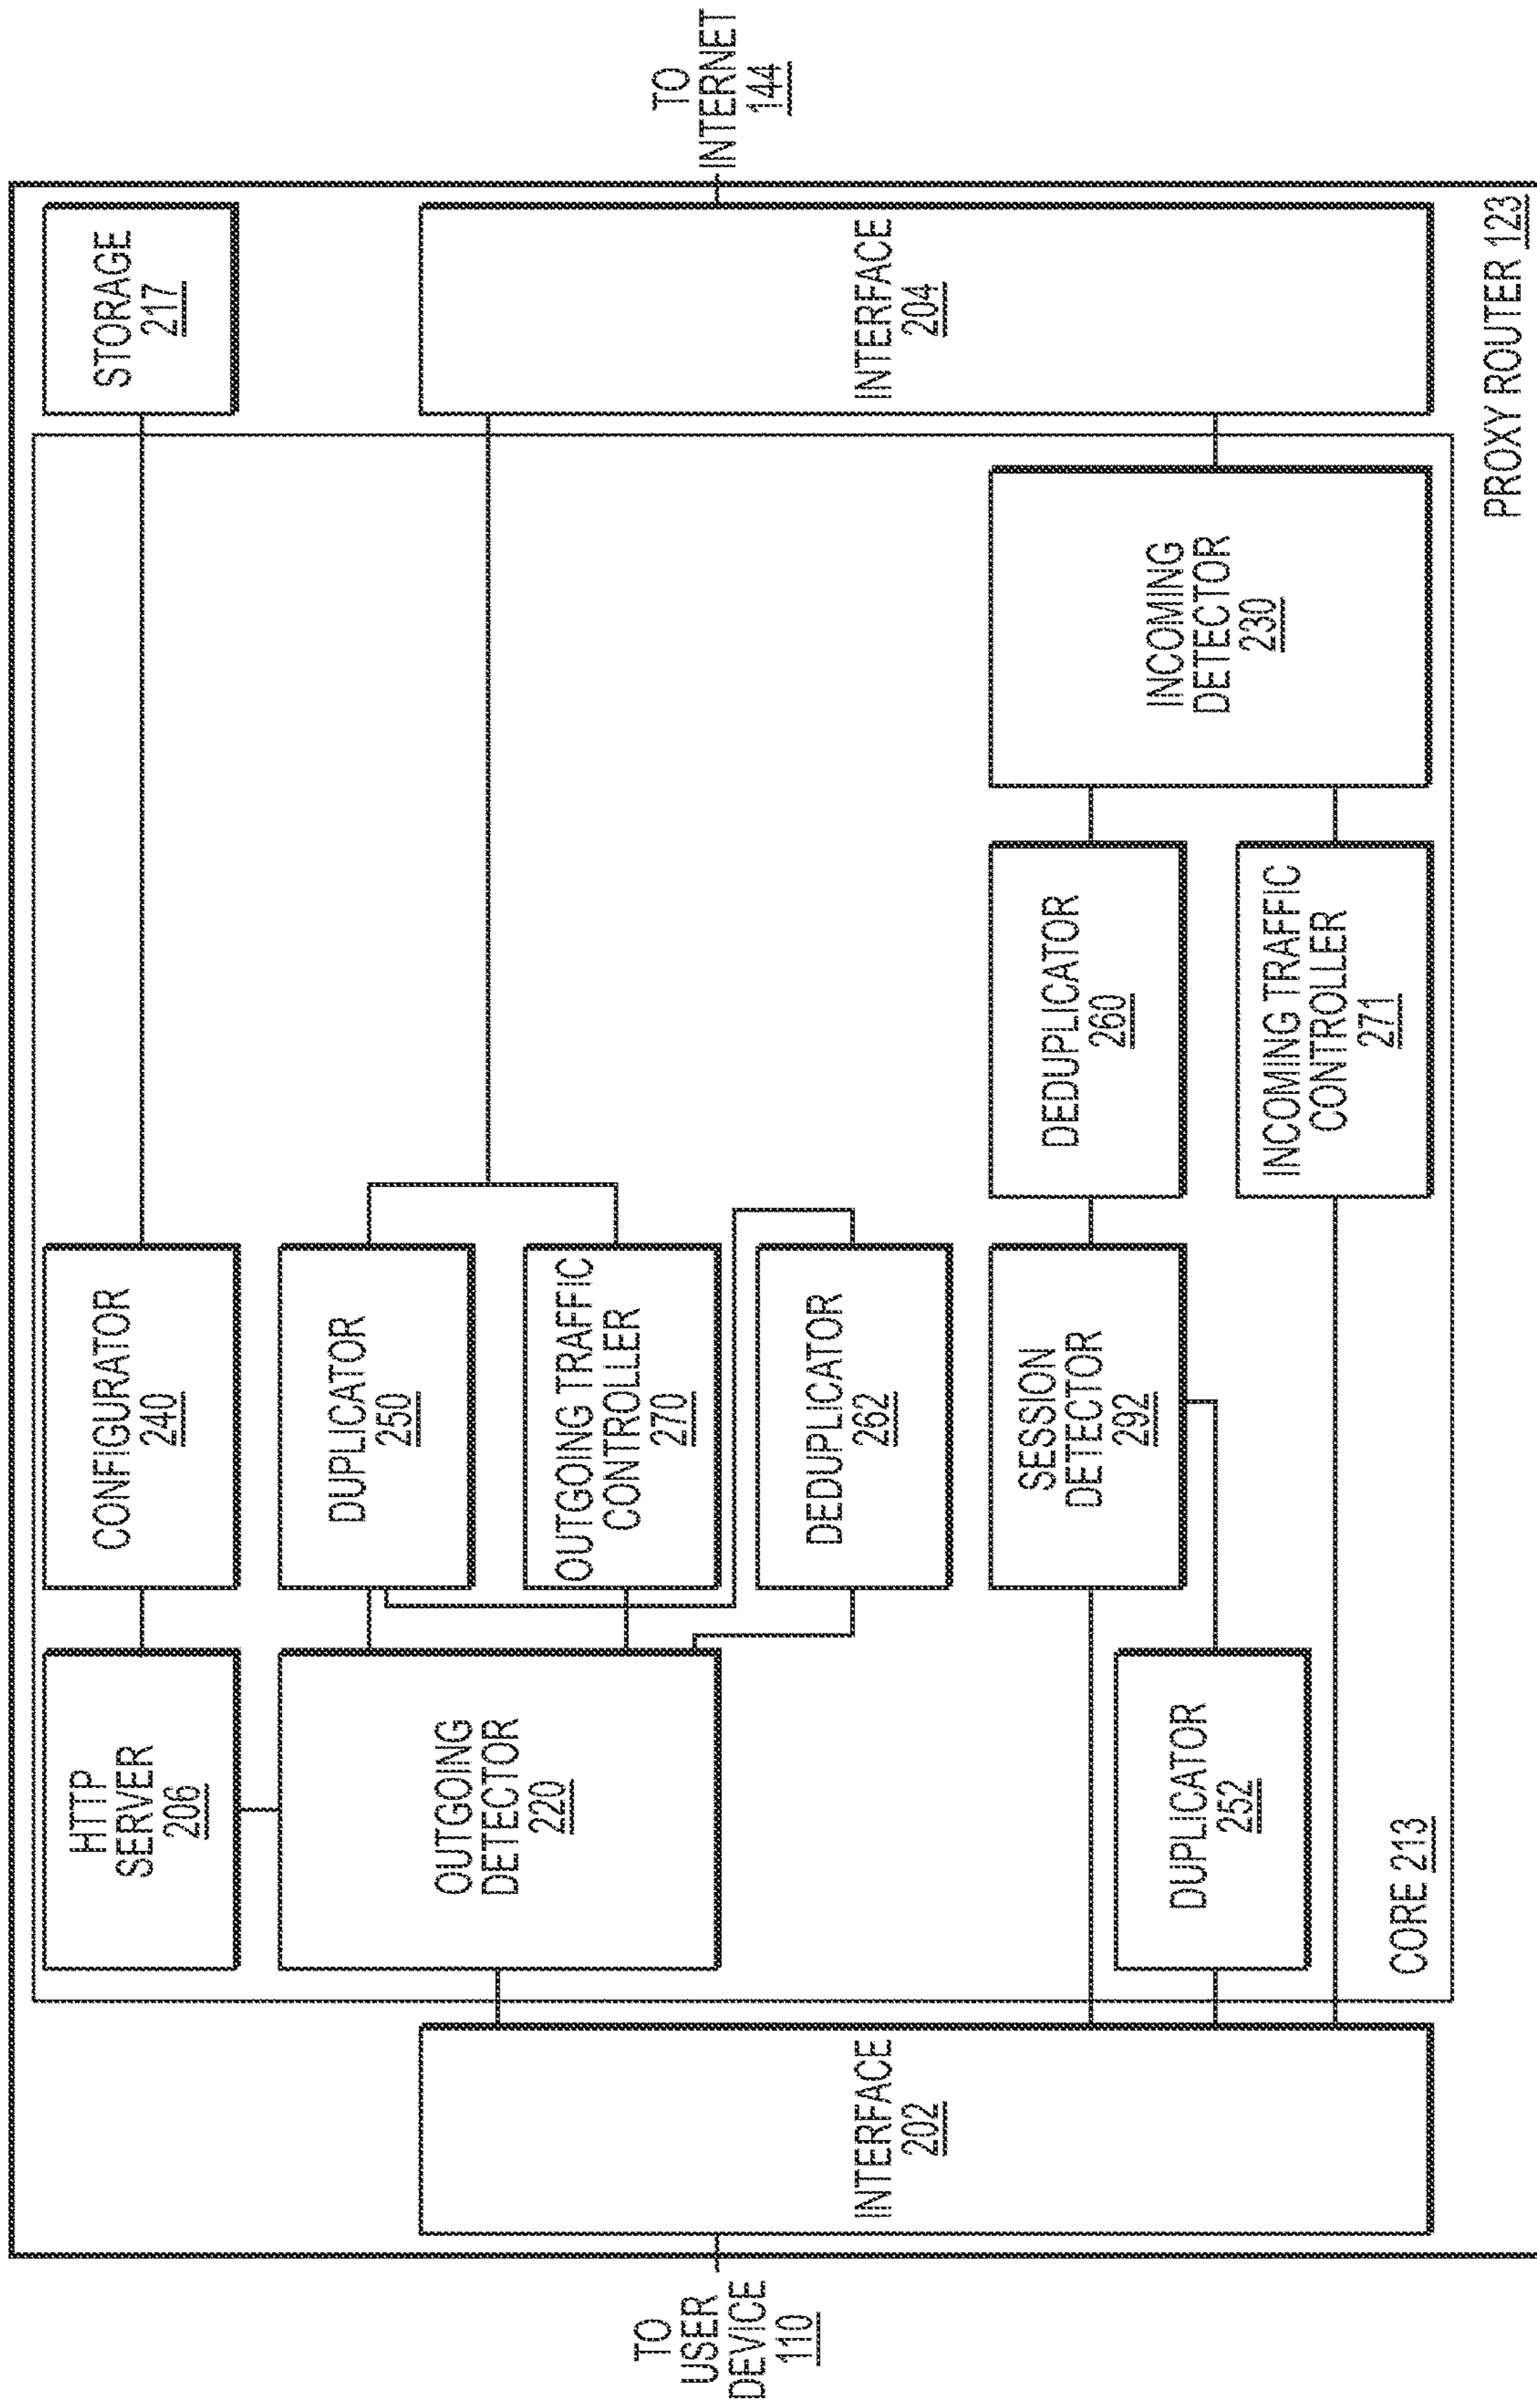 TO
USER
DEVICE
110
INTERFACE
202
HTTP
SERVER
206
CONFIGURATOR
240
STORAGE
217
OUTGOING
DETECTOR
220
DUPLICATOR
250
OUTGOING TRAFFIC
CONTROLLER
270
DEDUPLICATOR
262
SESSION
DETECTOR
292
DUPLICATOR
252
DEDUPLICATOR
260
INCOMING TRAFFIC
CONTROLLER
271
INCOMING
DETECTOR
230
INTERFACE
204
TO
INTERNET
144
CORE 213
PROXY ROUTER 123